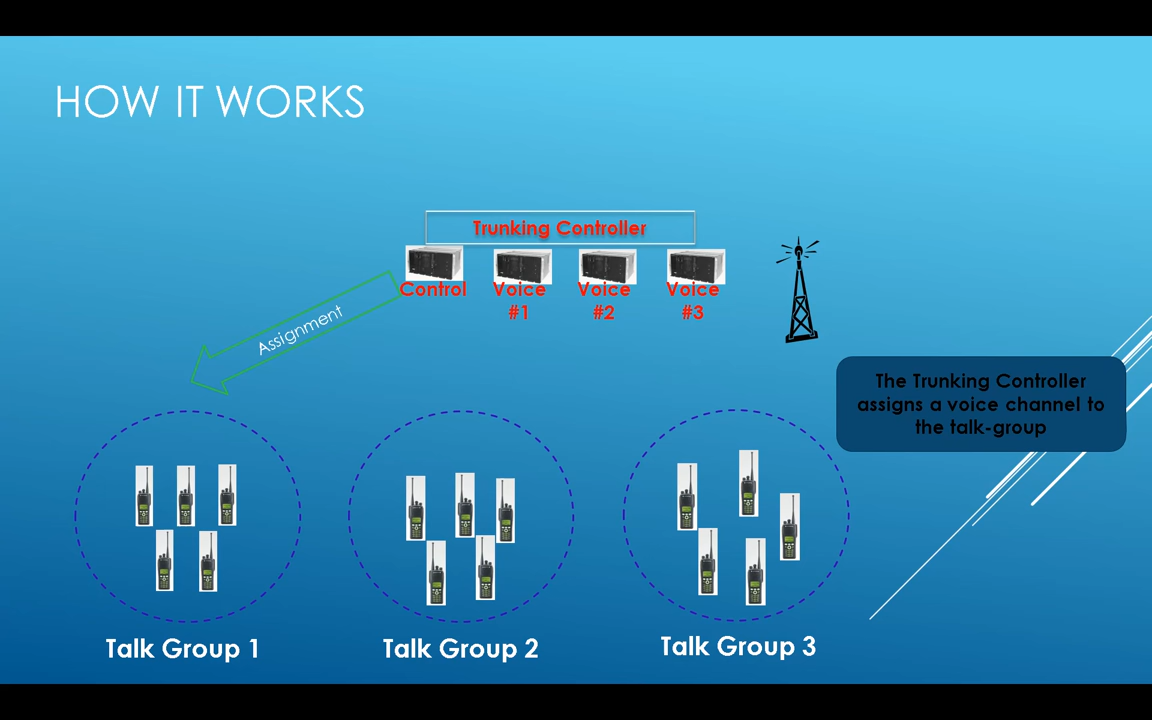 HOW IT WORKS
Trunking Controller
Control
Voice
#1
Voice
#2
Voice
#3
Assignment
The Trunking Controller
assigns a voice channel to
the talk-group
Talk Group 1
Talk Group 2
Talk Group 3